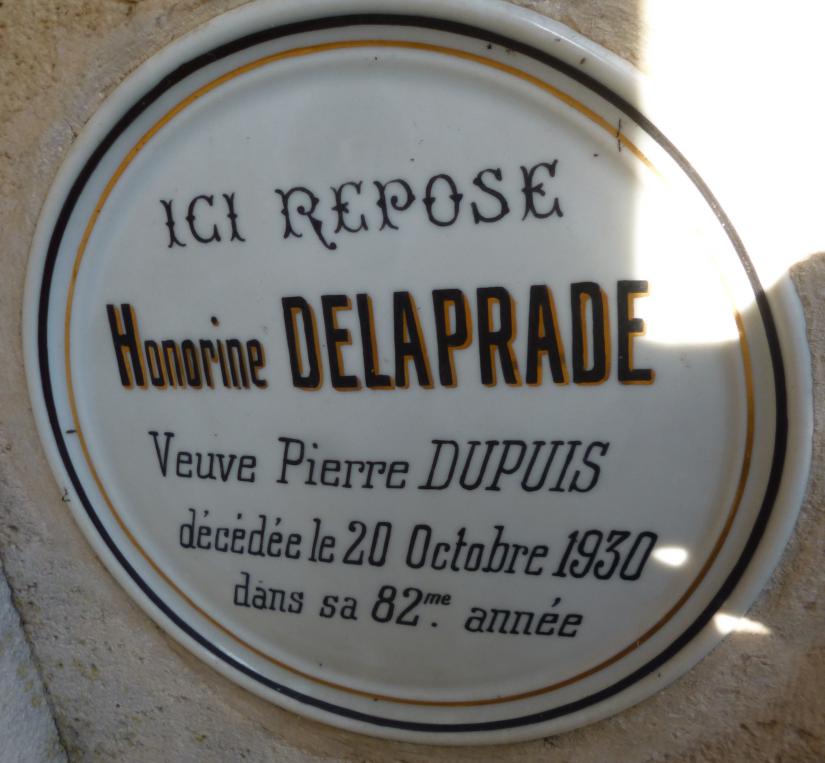 ICI REPOSE
Honorine DELAPRADE
Veuve Pierre DUPUIS
décédée le 20 Octobre 1930
dans sa 82me. année